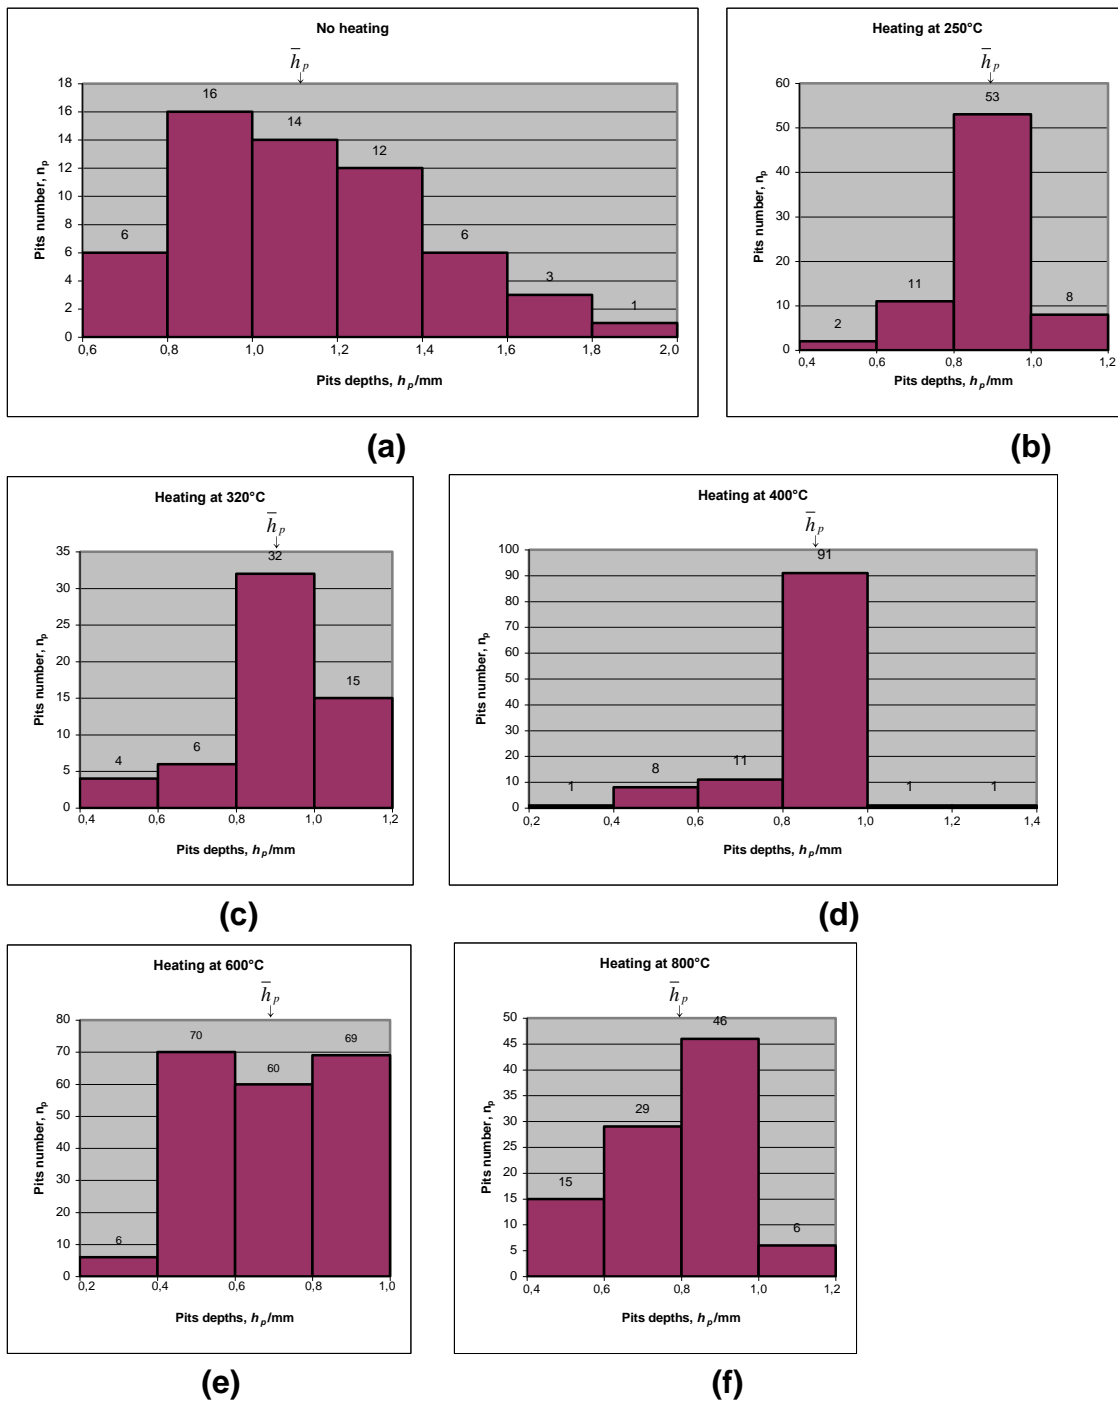 No heating
h̄ₚ
18
16
14
12
10
8
6
4
2
0
Pits number, nₚ
6
16
14
12
6
3
1
0,6 0,8 1,0 1,2 1,4 1,6 1,8 2,0
Pits depths, hₚ/mm
(a)
Heating at 250°C
h̄ₚ
60
50
40
30
20
10
0
Pits number, nₚ
2
11
53
8
0,4 0,6 0,8 1,0 1,2
Pits depths, hₚ/mm
(b)
Heating at 320°C
h̄ₚ
35
30
25
20
15
10
5
0
Pits number, nₚ
4
6
32
15
0,4 0,6 0,8 1,0 1,2
Pits depths, hₚ/mm
(c)
Heating at 400°C
h̄ₚ
100
90
80
70
60
50
40
30
20
10
0
Pits number, nₚ
1
8
11
91
1
1
0,2 0,4 0,6 0,8 1,0 1,2 1,4
Pits depths, hₚ/mm
(d)
Heating at 600°C
h̄ₚ
80
70
60
50
40
30
20
10
0
Pits number, nₚ
6
70
60
69
0,2 0,4 0,6 0,8 1,0
Pits depths, hₚ/mm
(e)
Heating at 800°C
h̄ₚ
50
45
40
35
30
25
20
15
10
5
0
Pits number, nₚ
15
29
46
6
0,4 0,6 0,8 1,0 1,2
Pits depths, hₚ/mm
(f)